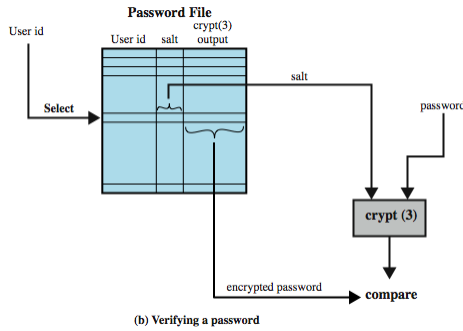 Password File
User id
User id salt crypt(3) output
salt
Select
password
crypt (3)
encrypted password
compare
(b) Verifying a password